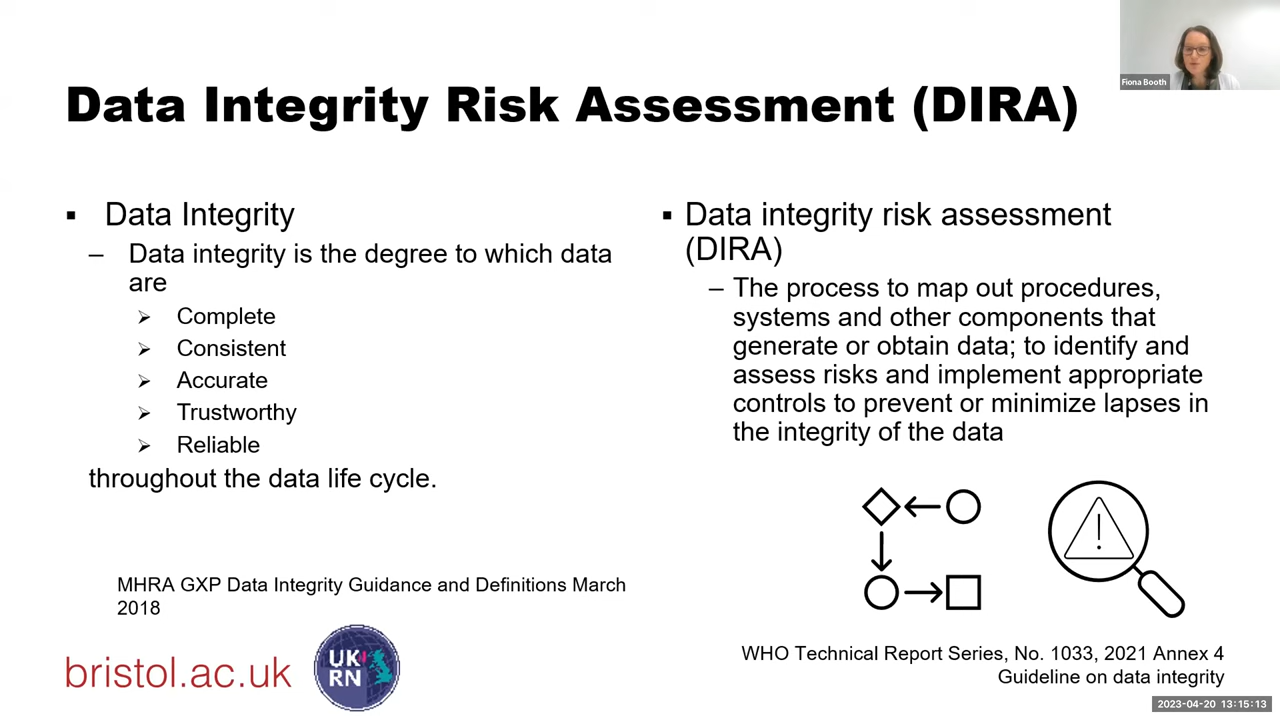 Fiona Booth
Data Integrity Risk Assessment (DIRA)
▪ Data Integrity
– Data integrity is the degree to which data
are
➢ Complete
➢ Consistent
➢ Accurate
➢ Trustworthy
➢ Reliable
throughout the data life cycle.
MHRA GXP Data Integrity Guidance and Definitions March
2018
▪ Data integrity risk assessment
(DIRA)
– The process to map out procedures,
systems and other components that
generate or obtain data; to identify and
assess risks and implement appropriate
controls to prevent or minimize lapses in
the integrity of the data
WHO Technical Report Series, No. 1033, 2021 Annex 4
Guideline on data integrity
bristol.ac.uk
UK
RN
2023-04-20 13:15:13